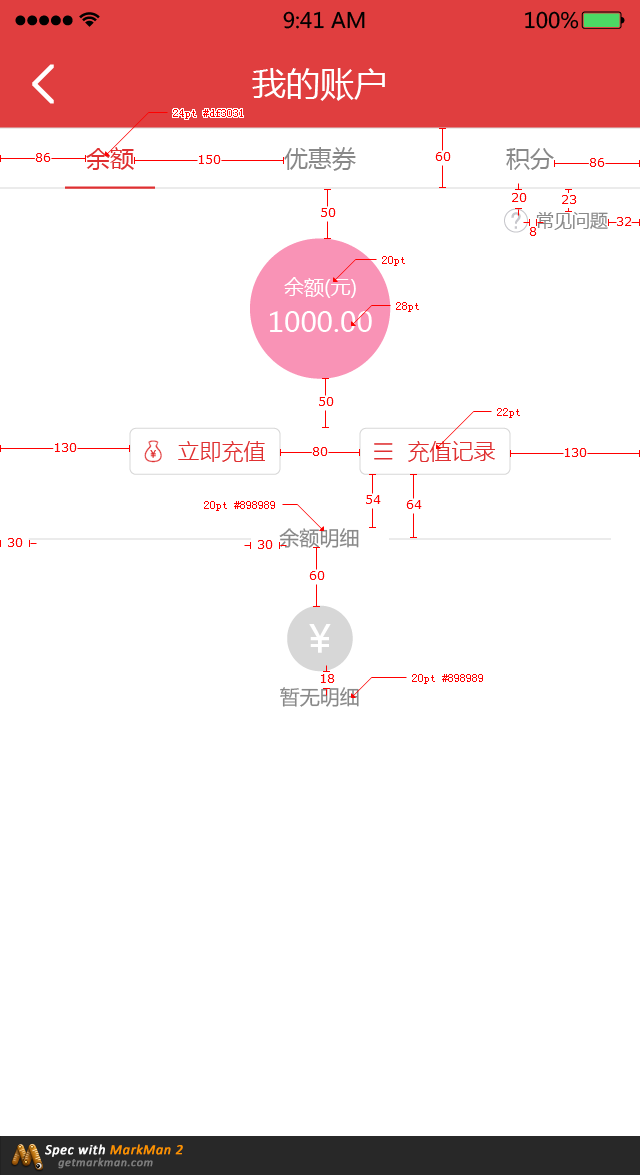 9:41 AM 100%
我的账户
24pt #df3031
86 余额 150 优惠券 60 积分 86
20 23
50 ? 常见问题 32
8
20pt
余额(元)
28pt
1000.00
50
22pt
130 立即充值 80 充值记录 130
54 64
20pt #898989
30 30 余额明细
60
¥
18 20pt #898989
暂无明细
Spec with MarkMan 2
getmarkman.com